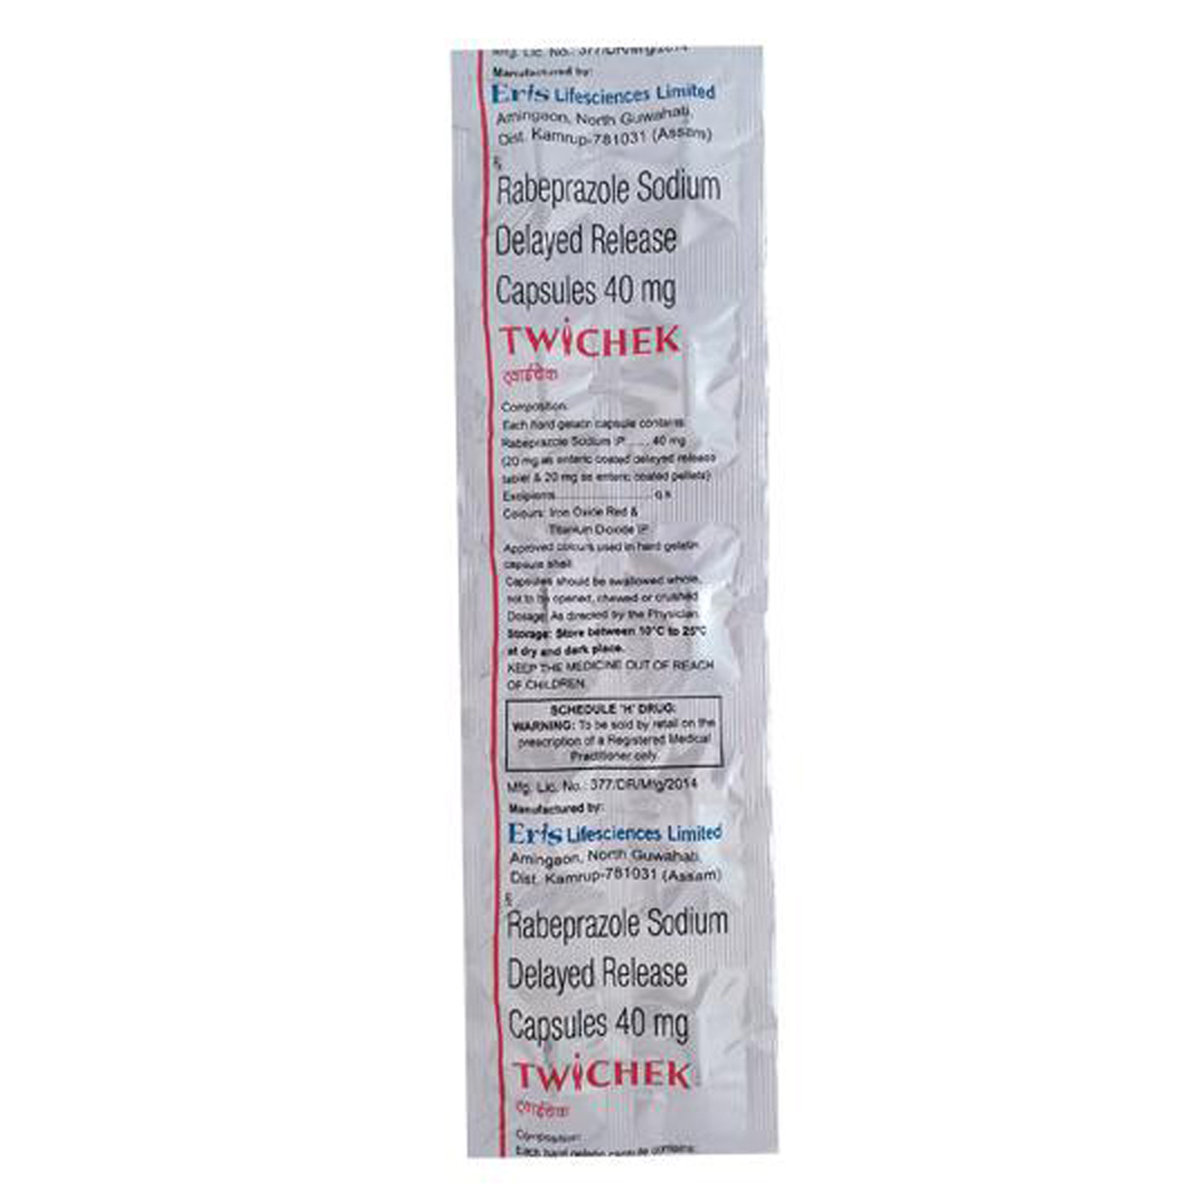 Mfg. Lic. No.: 377/DR/Mfg/2014
Manufactured by:
Eris Lifesciences Limited
Amingaon, North Guwahati,
Dist. Kamrup-781031 (Assam)
℞
Rabeprazole Sodium
Delayed Release
Capsules 40 mg
TWICHEK
ट्वाईचेक
Composition:
Each hard gelatin capsule contains:
Rabeprazole Sodium IP ...... 40 mg
(20 mg as enteric coated delayed release
tablet & 20 mg as enteric coated pellets)
Excipients ........................... q.s.
Colours: Iron Oxide Red &
Titanium Dioxide IP
Approved colours used in hard gelatin
capsule shell
Capsules should be swallowed whole,
not to be opened, chewed or crushed
Dosage: As directed by the Physician.
Storage: Store between 10°C to 25°C
at dry and dark place.
KEEP THE MEDICINE OUT OF REACH
OF CHILDREN.
SCHEDULE 'H' DRUG:
WARNING: To be sold by retail on the
prescription of a Registered Medical
Practitioner only.
Mfg. Lic. No.: 377/DR/Mfg/2014
Manufactured by:
Eris Lifesciences Limited
Amingaon, North Guwahati,
Dist. Kamrup-781031 (Assam)
℞
Rabeprazole Sodium
Delayed Release
Capsules 40 mg
TWICHEK
ट्वाईचेक
Composition:
Each hard gelatin capsule contains: